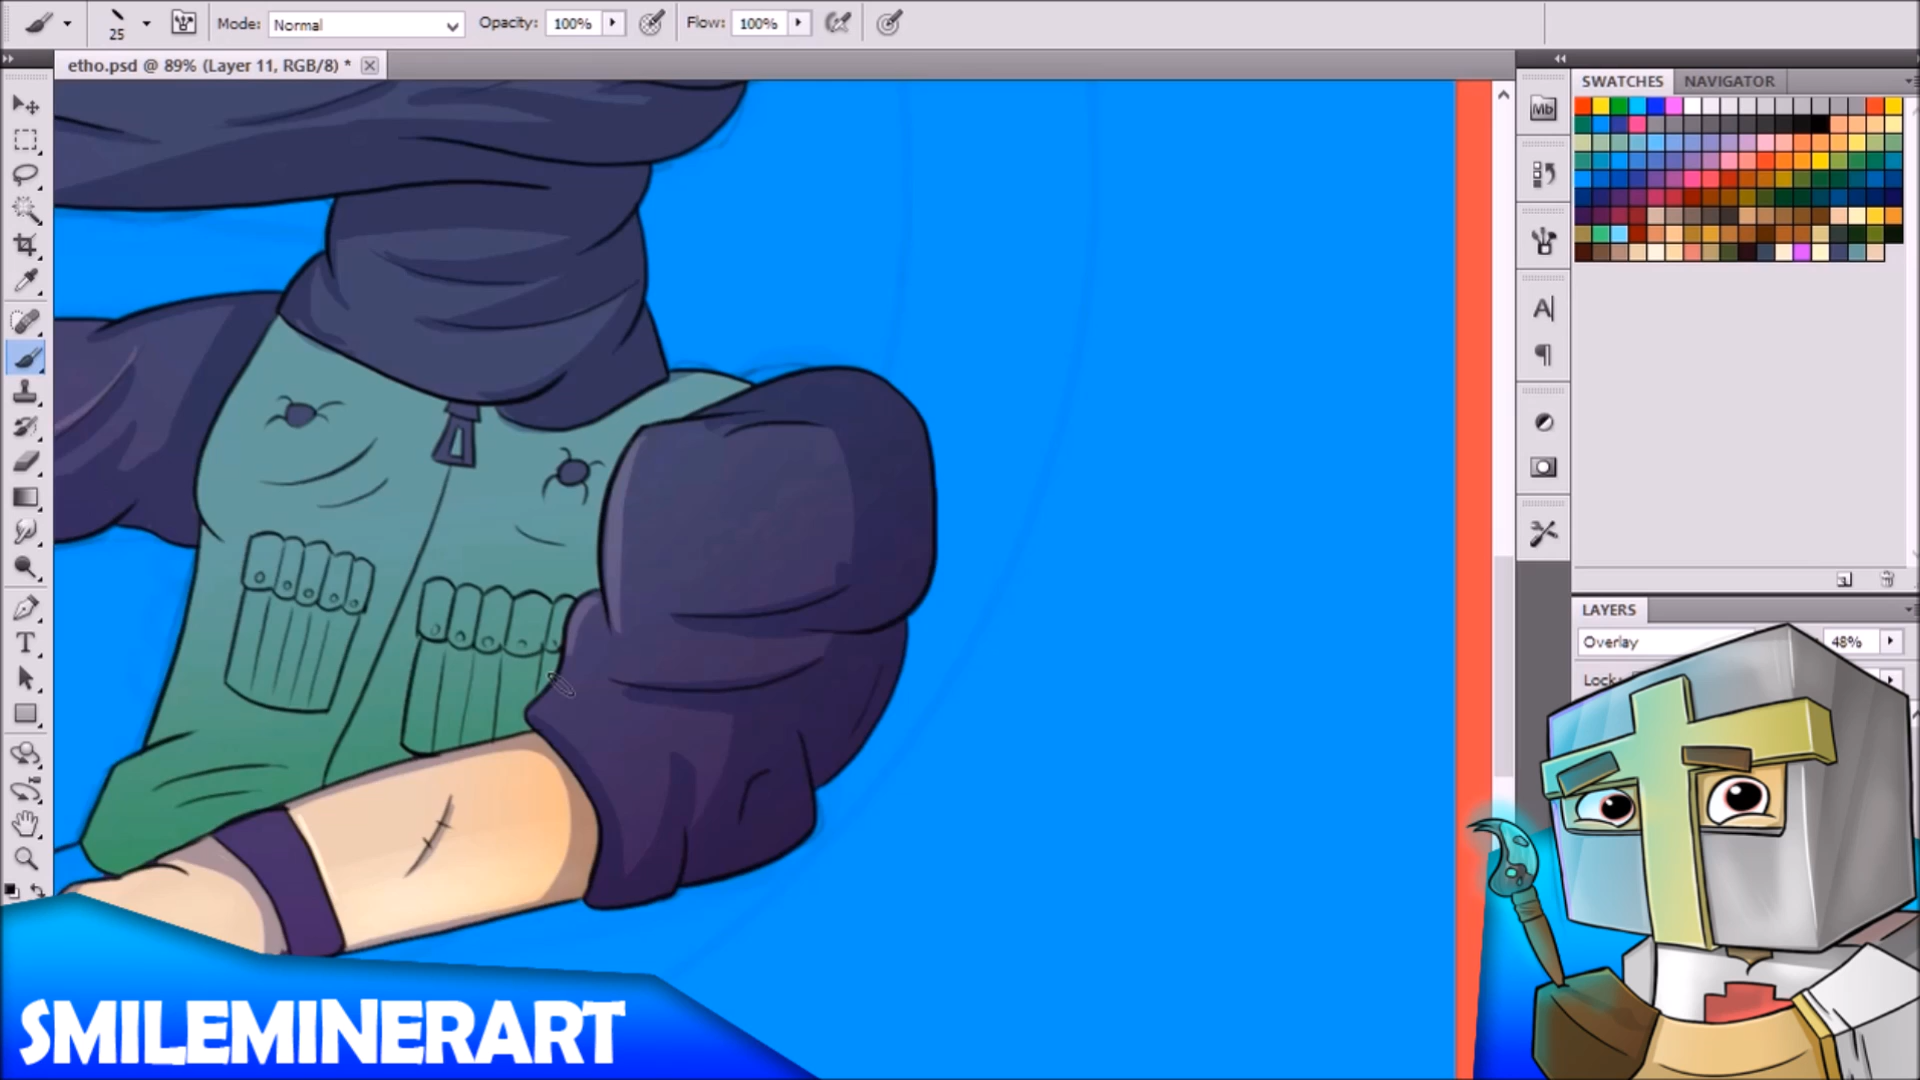 25
Mode: Normal
Opacity: 100%
Flow: 100%
etho.psd @ 89% (Layer 11, RGB/8) *
SWATCHES
NAVIGATOR
Mb
LAYERS
Overlay
48%
Lock:
SMILEMINERART